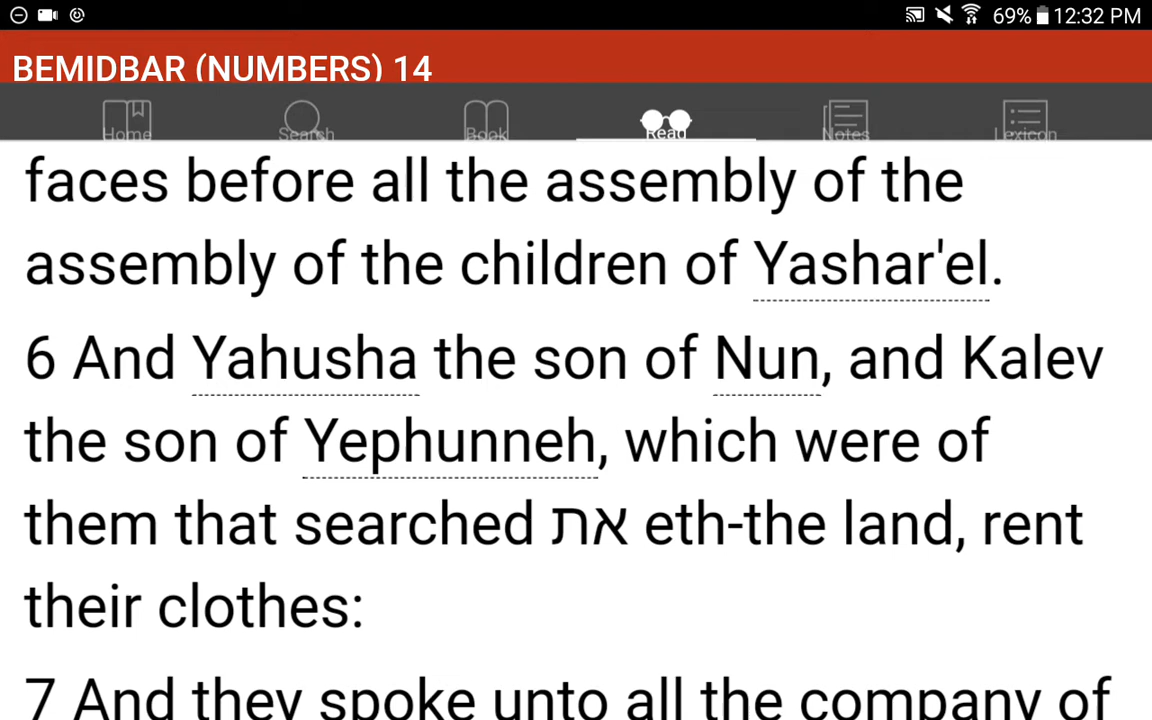 69% 12:32 PM
BEMIDBAR (NUMBERS) 14
Home Search Book Read Notes Lexicon
faces before all the assembly of the
assembly of the children of Yashar'el.
6 And Yahusha the son of Nun, and Kalev
the son of Yephunneh, which were of
them that searched את eth-the land, rent
their clothes:
7 And they spoke unto all the company of